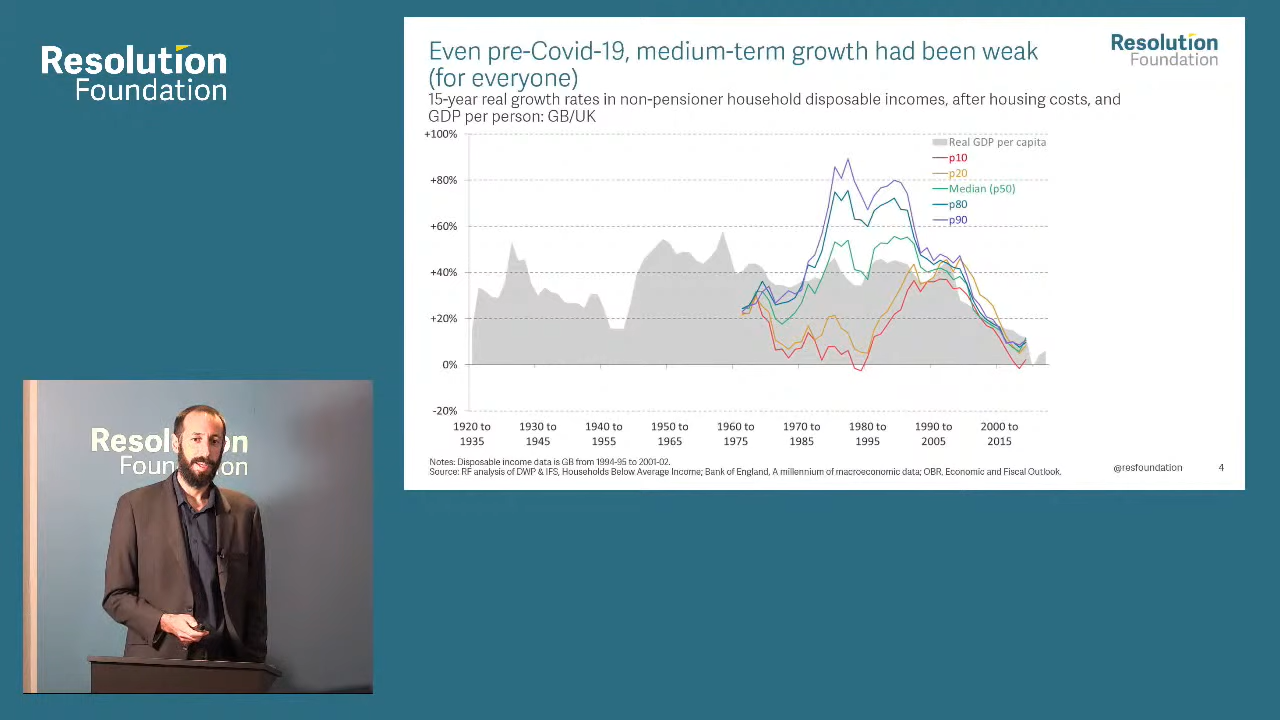 Resolution
Foundation
Even pre-Covid-19, medium-term growth had been weak
(for everyone)
Resolution
Foundation
15-year real growth rates in non-pensioner household disposable incomes, after housing costs, and
GDP per person: GB/UK
+100%
+80%
+60%
+40%
+20%
0%
-20%
Real GDP per capita
p10
p20
Median (p50)
p80
p90
1920 to
1935
1930 to
1945
1940 to
1955
1950 to
1965
1960 to
1975
1970 to
1985
1980 to
1995
1990 to
2005
2000 to
2015
Notes: Disposable income data is GB from 1994-95 to 2001-02.
Source: RF analysis of DWP & IFS, Households Below Average Income; Bank of England, A millennium of macroeconomic data; OBR, Economic and Fiscal Outlook.
@resfoundation
4
Resol on
Foun ation